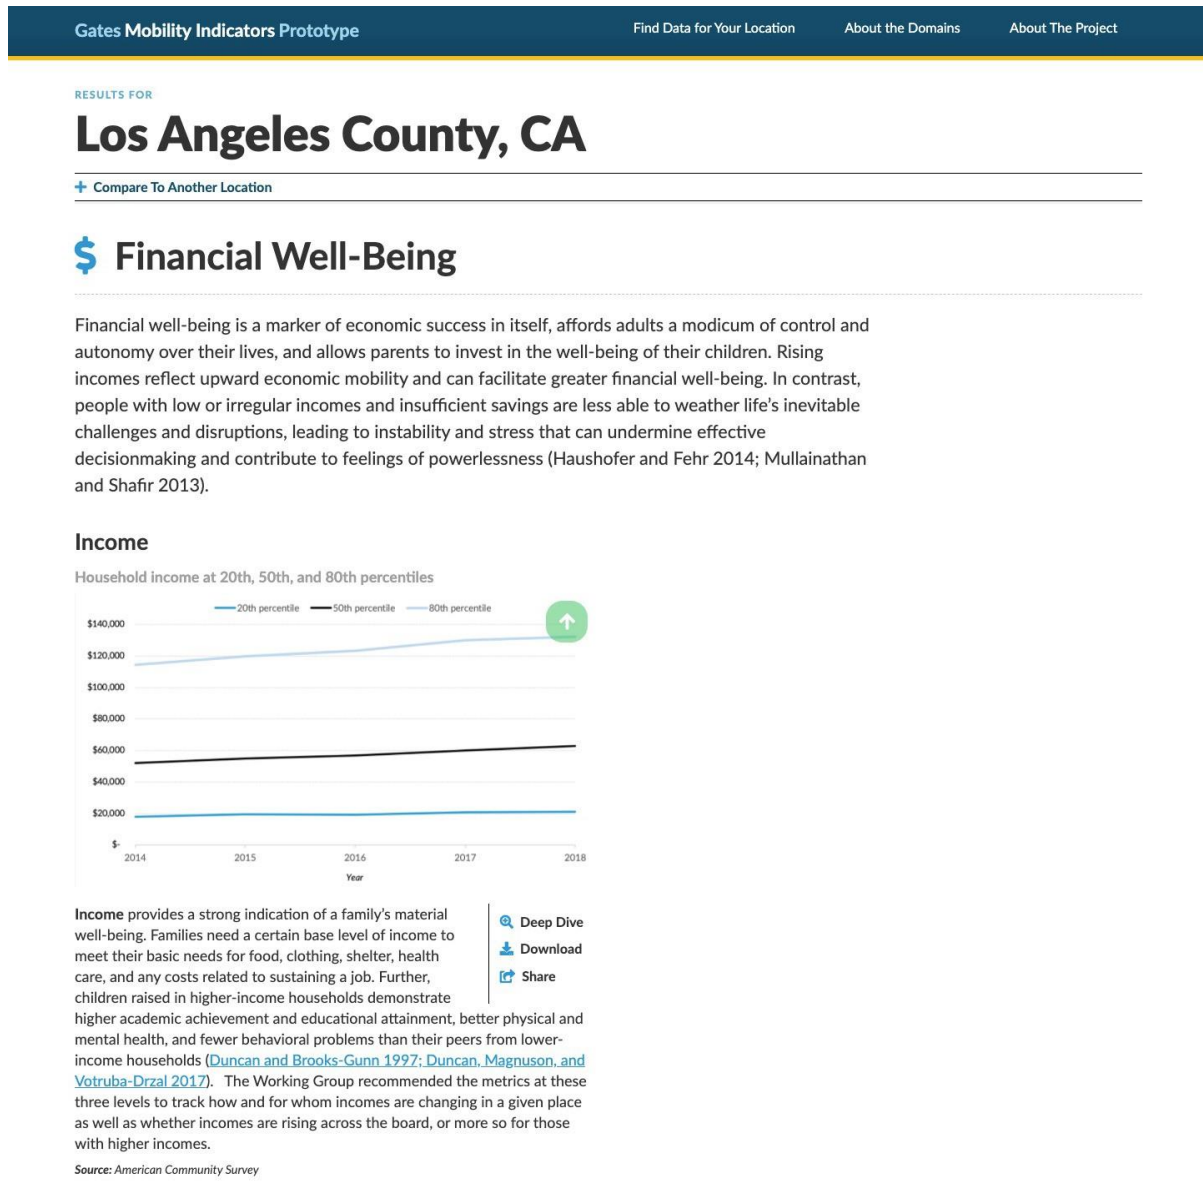 Gates Mobility Indicators Prototype
Find Data for Your Location
About the Domains
About The Project
RESULTS FOR
Los Angeles County, CA
Compare To Another Location
Financial Well-Being
Financial well-being is a marker of economic success in itself, affords adults a modicum of control and
autonomy over their lives, and allows parents to invest in the well-being of their children. Rising
incomes reflect upward economic mobility and can facilitate greater financial well-being. In contrast,
people with low or irregular incomes and insufficient savings are less able to weather life's inevitable
challenges and disruptions, leading to instability and stress that can undermine effective
decisionmaking and contribute to feelings of powerlessness (Haushofer and Fehr 2014; Mullainathan
and Shafir 2013).
Income
Household income at 20th, 50th, and 80th percentiles
20th percentile 50th percentile 80th percentile
$140,000
$120,000
$100,000
$80,000
$60,000
$40,000
$20,000
$-
2014 2015 2016 2017 2018
Year
Income provides a strong indication of a family's material
well-being. Families need a certain base level of income to
meet their basic needs for food, clothing, shelter, health
care, and any costs related to sustaining a job. Further,
children raised in higher-income households demonstrate
higher academic achievement and educational attainment, better physical and
mental health, and fewer behavioral problems than their peers from lower-
income households (Duncan and Brooks-Gunn 1997; Duncan, Magnuson, and
Votruba-Drzal 2017). The Working Group recommended the metrics at these
three levels to track how and for whom incomes are changing in a given place
as well as whether incomes are rising across the board, or more so for those
with higher incomes.
Deep Dive
Download
Share
Source: American Community Survey